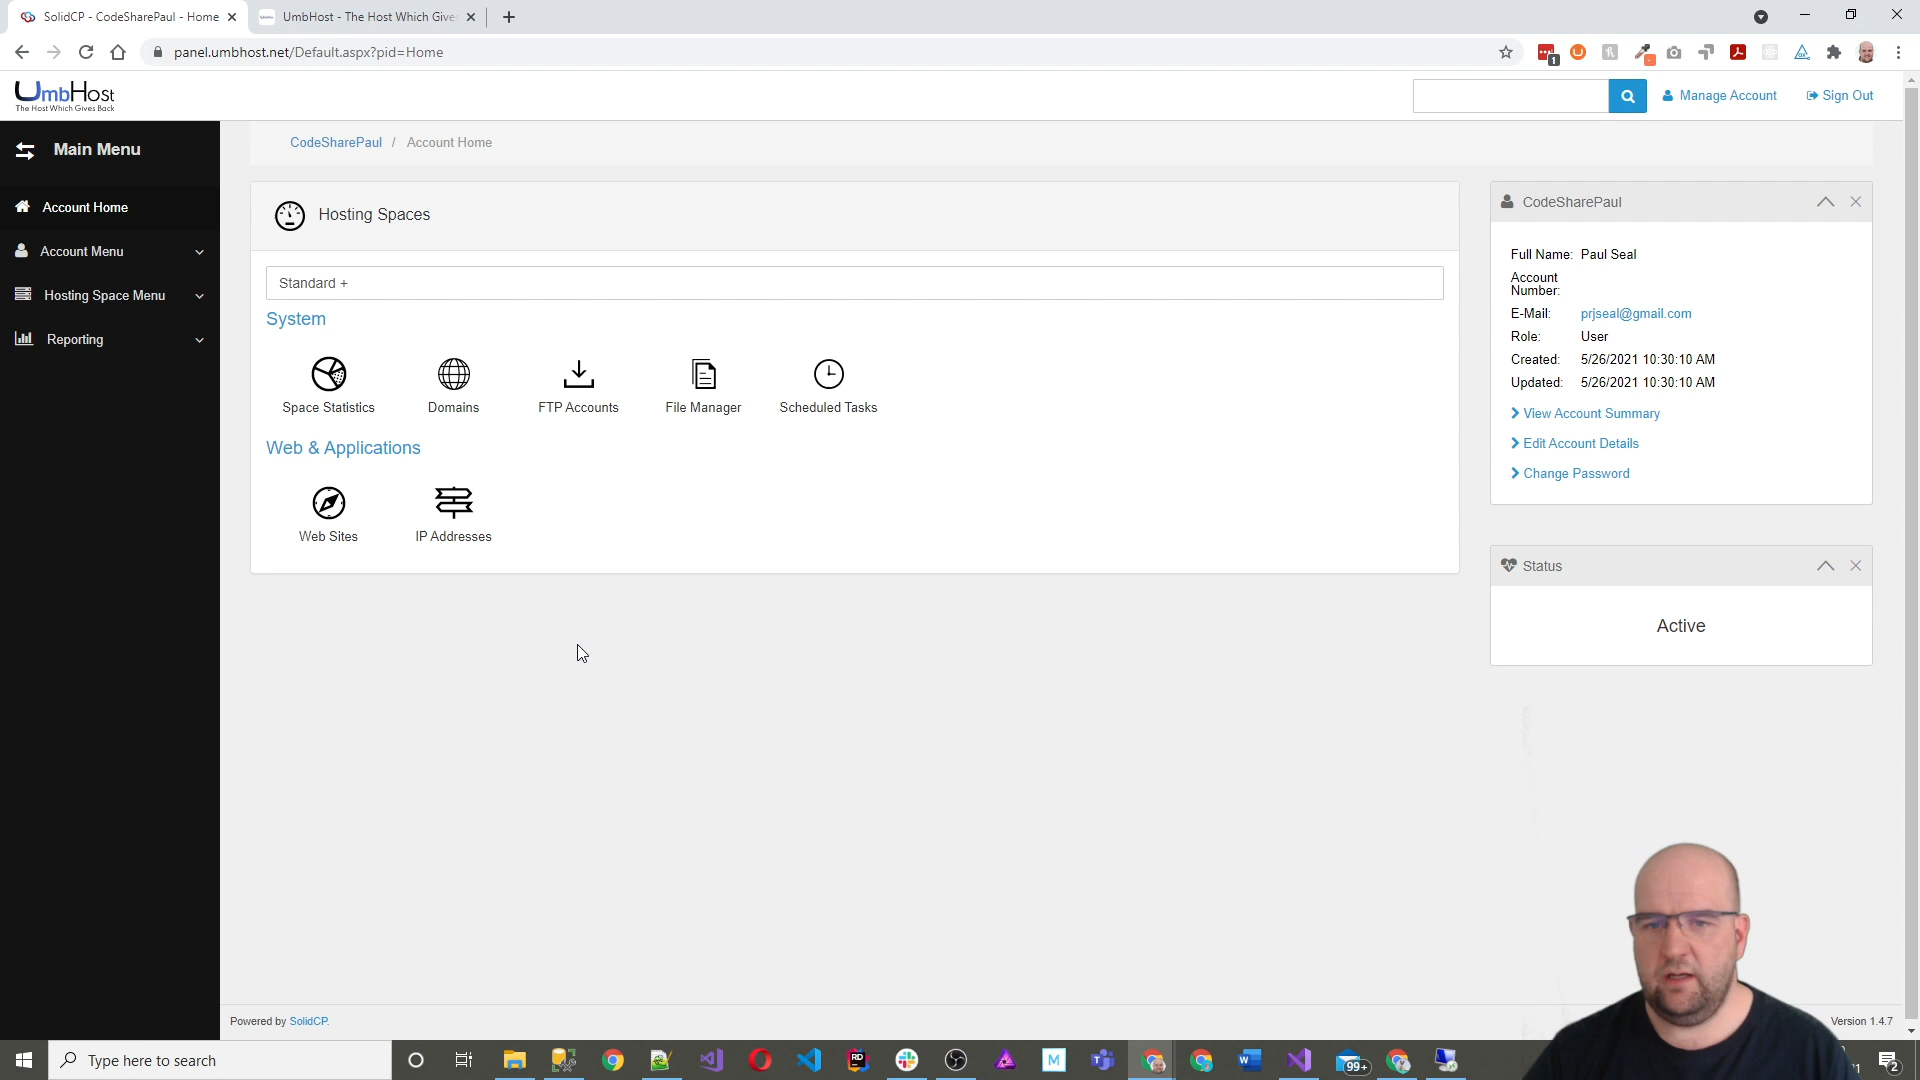 SolidCP - CodeSharePaul - Home
UmbHost - The Host Which Give
panel.umbhost.net/Default.aspx?pid=Home
1
UmbHost
The Host Which Gives Back
Manage Account
Sign Out
Main Menu
CodeSharePaul / Account Home
Account Home
Account Menu
Hosting Space Menu
Reporting
Hosting Spaces
Standard +
System
Space Statistics
Domains
FTP Accounts
File Manager
Scheduled Tasks
Web & Applications
Web Sites
IP Addresses
CodeSharePaul
Full Name: Paul Seal
Account
Number:
E-Mail: prjseal@gmail.com
Role: User
Created: 5/26/2021 10:30:10 AM
Updated: 5/26/2021 10:30:10 AM
View Account Summary
Edit Account Details
Change Password
Status
Active
Powered by SolidCP.
Version 1.4.7
Type here to search
RD
M
T
W
99+
2